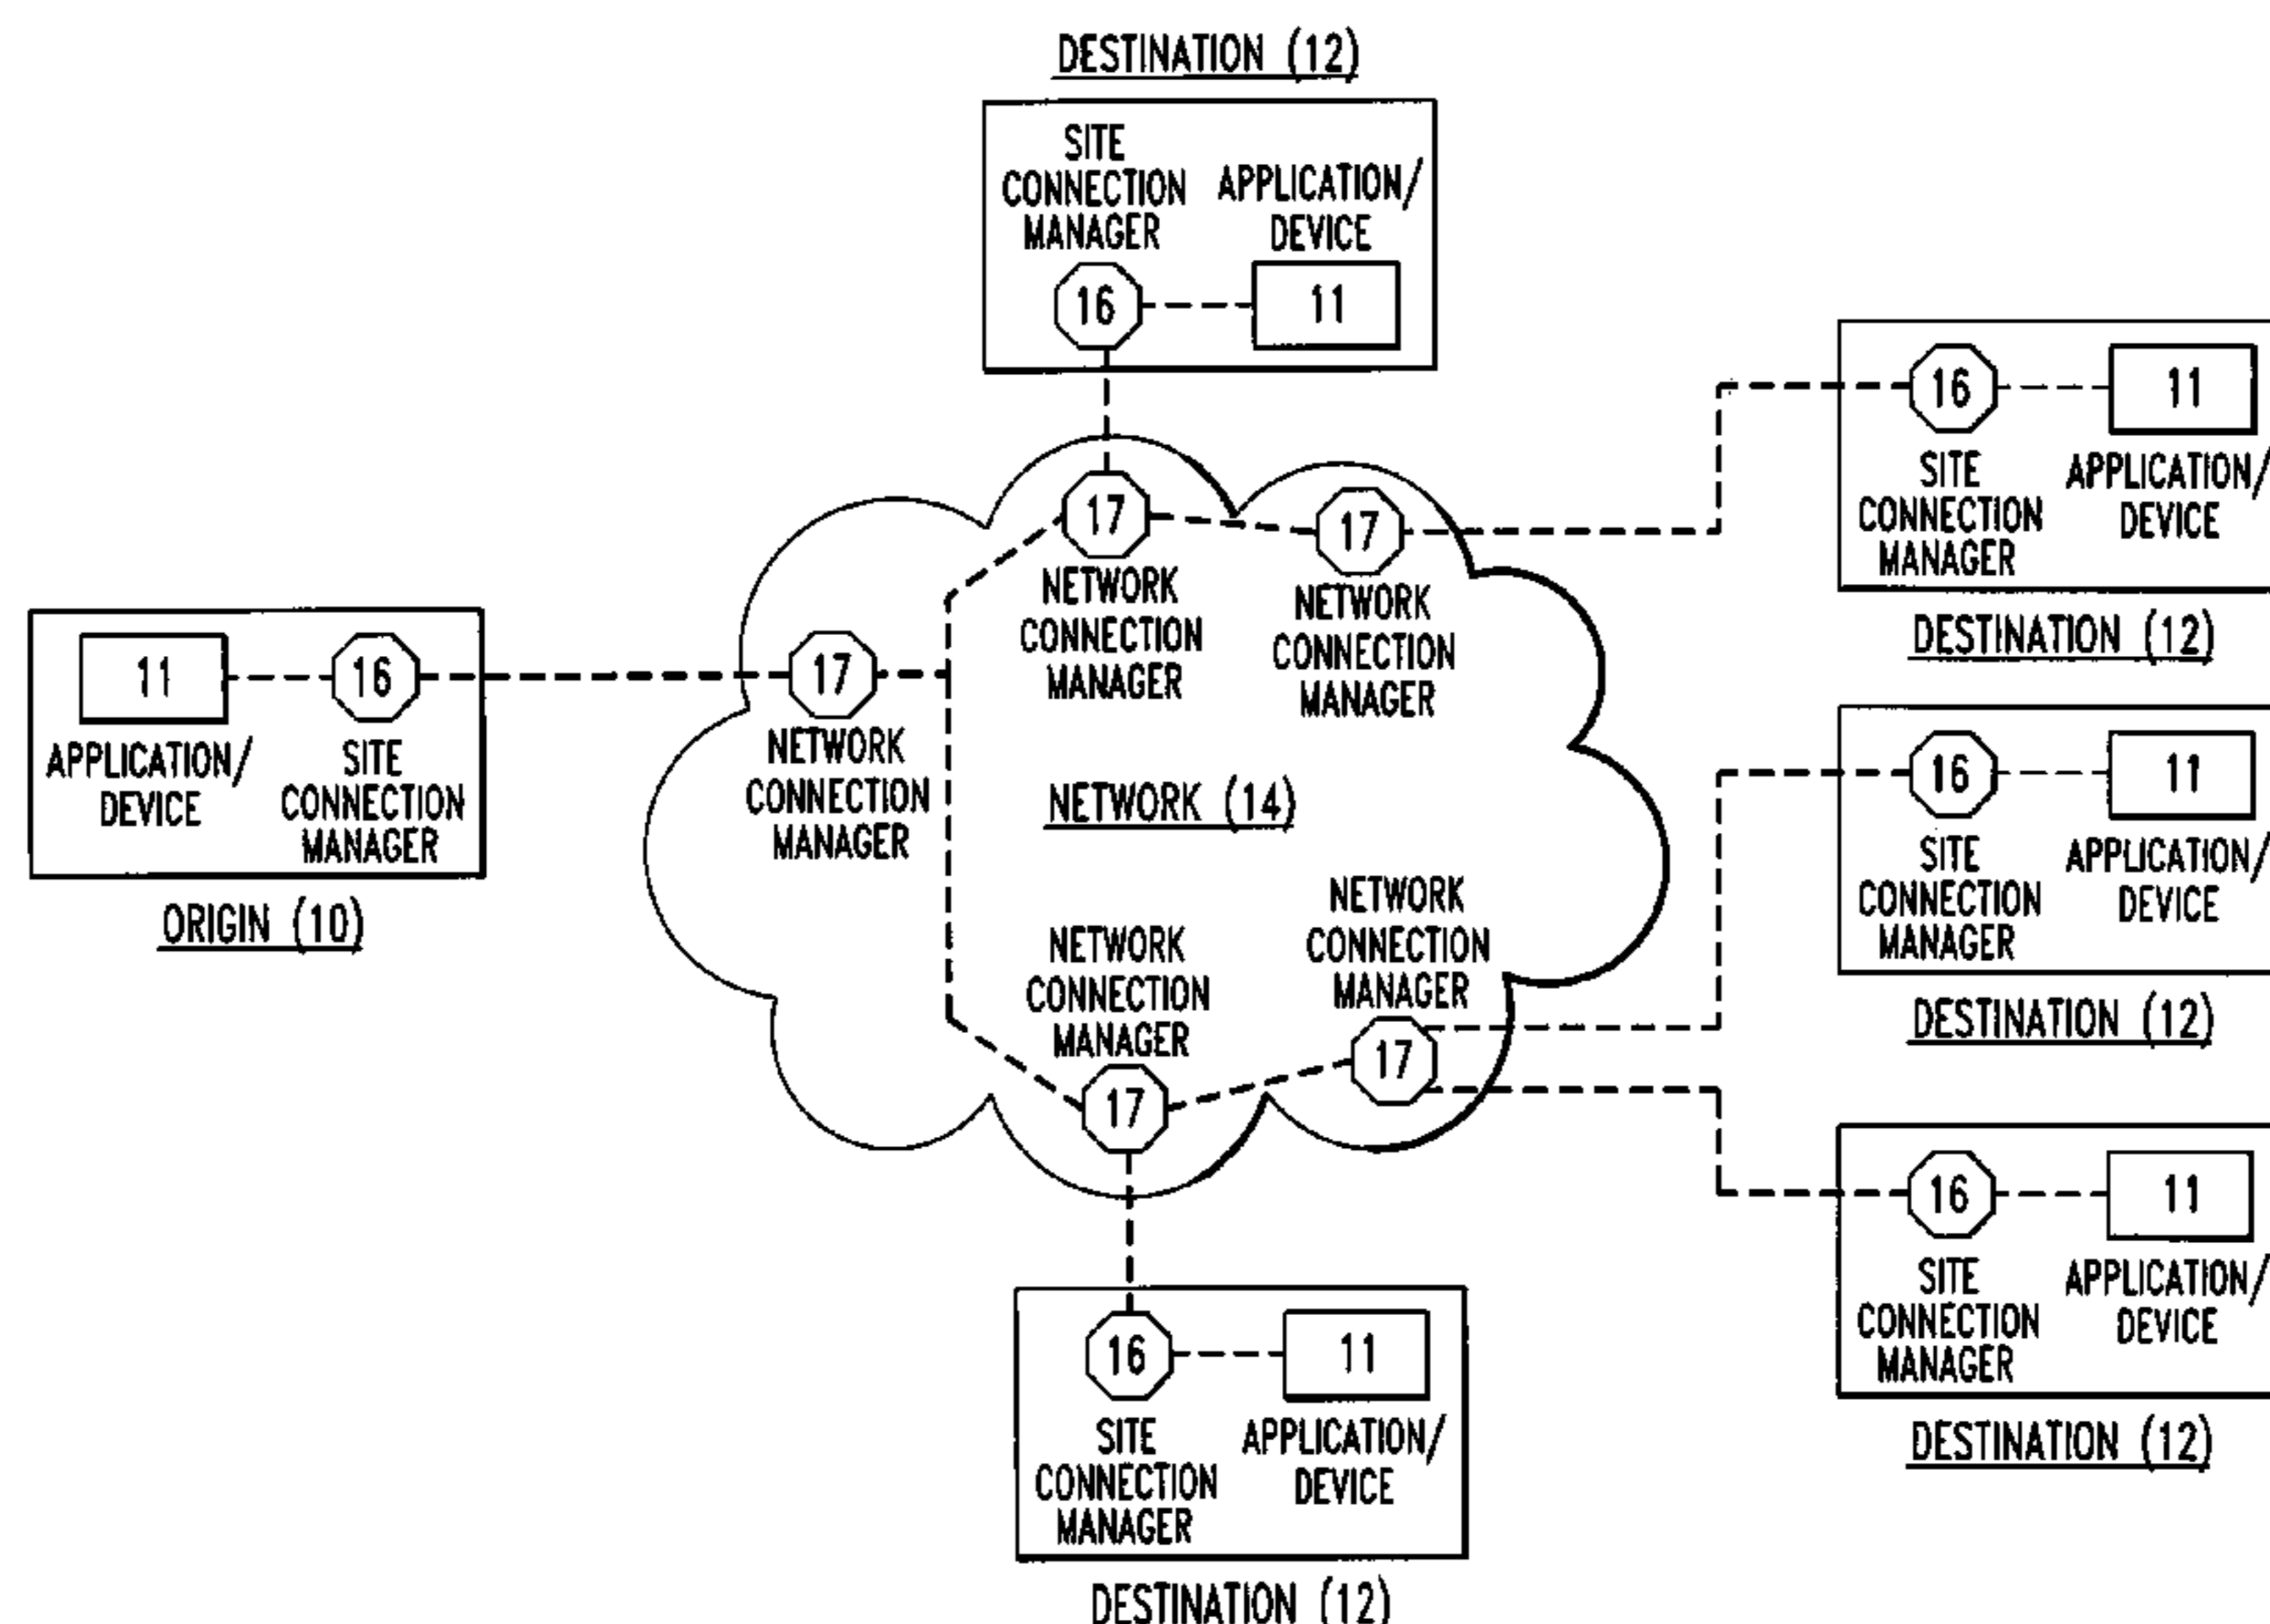 DESTINATION (12)
SITE
CONNECTION
MANAGER
APPLICATION/
DEVICE
16
11
16
11
SITE
CONNECTION
MANAGER
APPLICATION/
DEVICE
DESTINATION (12)
17
NETWORK
CONNECTION
MANAGER
17
NETWORK
CONNECTION
MANAGER
11
16
APPLICATION/
DEVICE
SITE
CONNECTION
MANAGER
ORIGIN (10)
17
NETWORK
CONNECTION
MANAGER
NETWORK (14)
16
11
SITE
CONNECTION
MANAGER
APPLICATION/
DEVICE
DESTINATION (12)
NETWORK
CONNECTION
MANAGER
17
NETWORK
CONNECTION
MANAGER
17
16
11
SITE
CONNECTION
MANAGER
APPLICATION/
DEVICE
DESTINATION (12)
16
11
SITE
CONNECTION
MANAGER
APPLICATION/
DEVICE
DESTINATION (12)